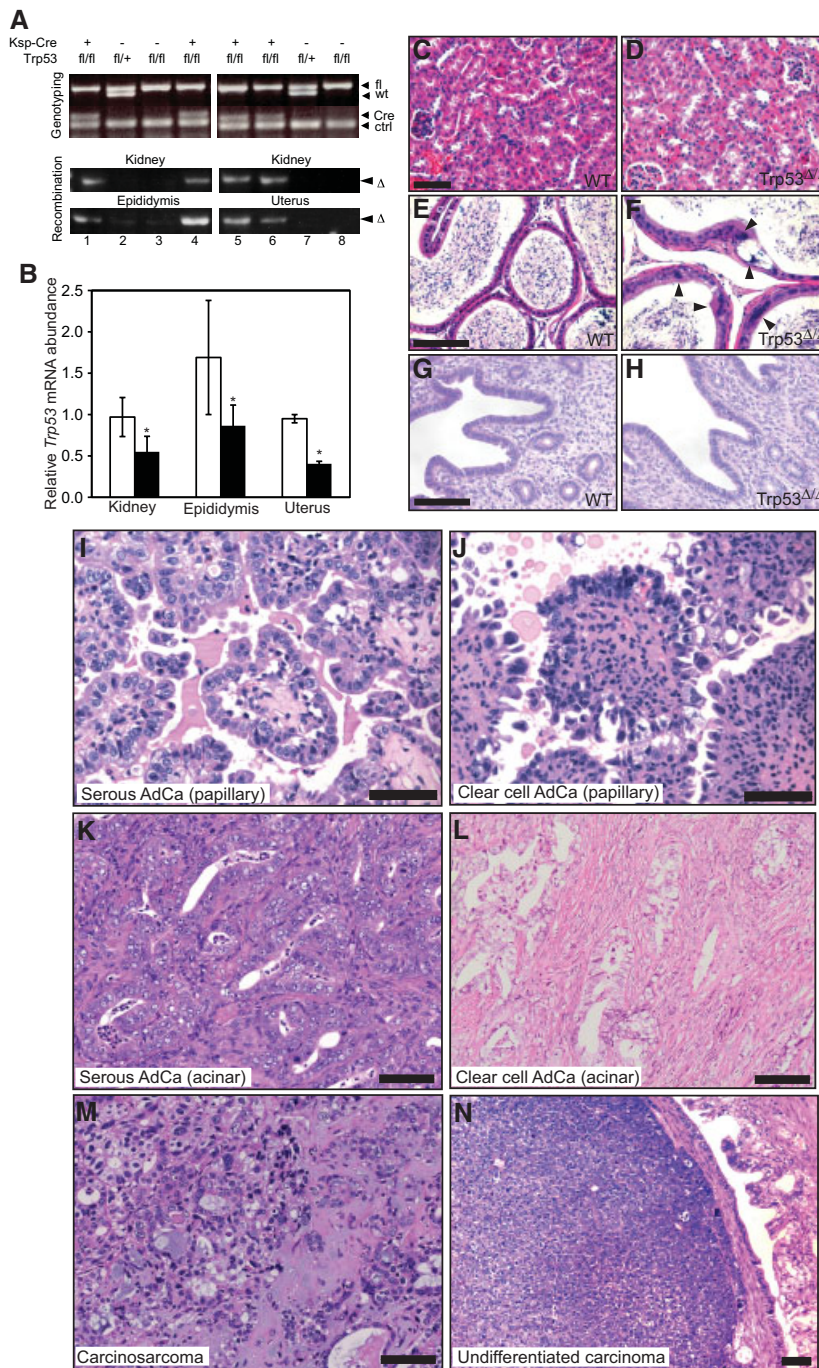 A
Ksp-Cre + - - + + + - -
Trp53 fl/fl fl/+ fl/fl fl/fl fl/fl fl/fl fl/+ fl/fl
Genotyping
fl
wt
Cre
ctrl
Recombination
Kidney Kidney
Δ
Epididymis Uterus
Δ
1 2 3 4 5 6 7 8
B
Relative Trp53 mRNA abundance
2.5
2.0
1.5
1.0
0.5
0.0
* * *
Kidney Epididymis Uterus
C
WT
D
Trp53Δ/
E
WT
F
Trp53Δ/Δ
G
WT
H
Trp53Δ/Δ
I
Serous AdCa (papillary)
J
Clear cell AdCa (papillary)
K
Serous AdCa (acinar)
L
Clear cell AdCa (acinar)
M
Carcinosarcoma
N
Undifferentiated carcinoma